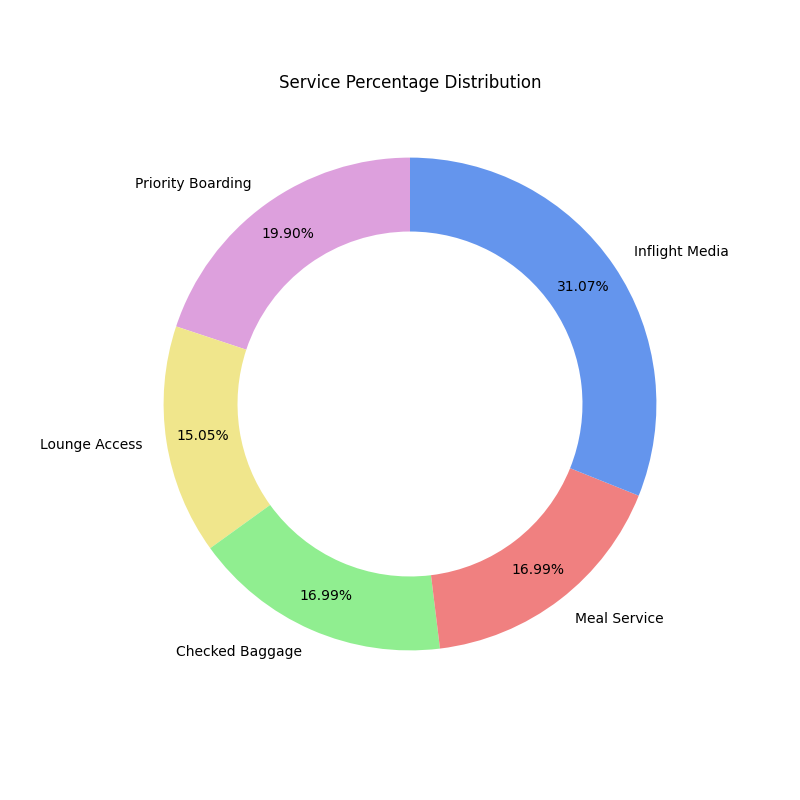 Service Percentage Distribution
Priority Boarding
19.90%
Inflight Media
31.07%
Lounge Access
15.05%
16.99%
Checked Baggage
16.99%
Meal Service